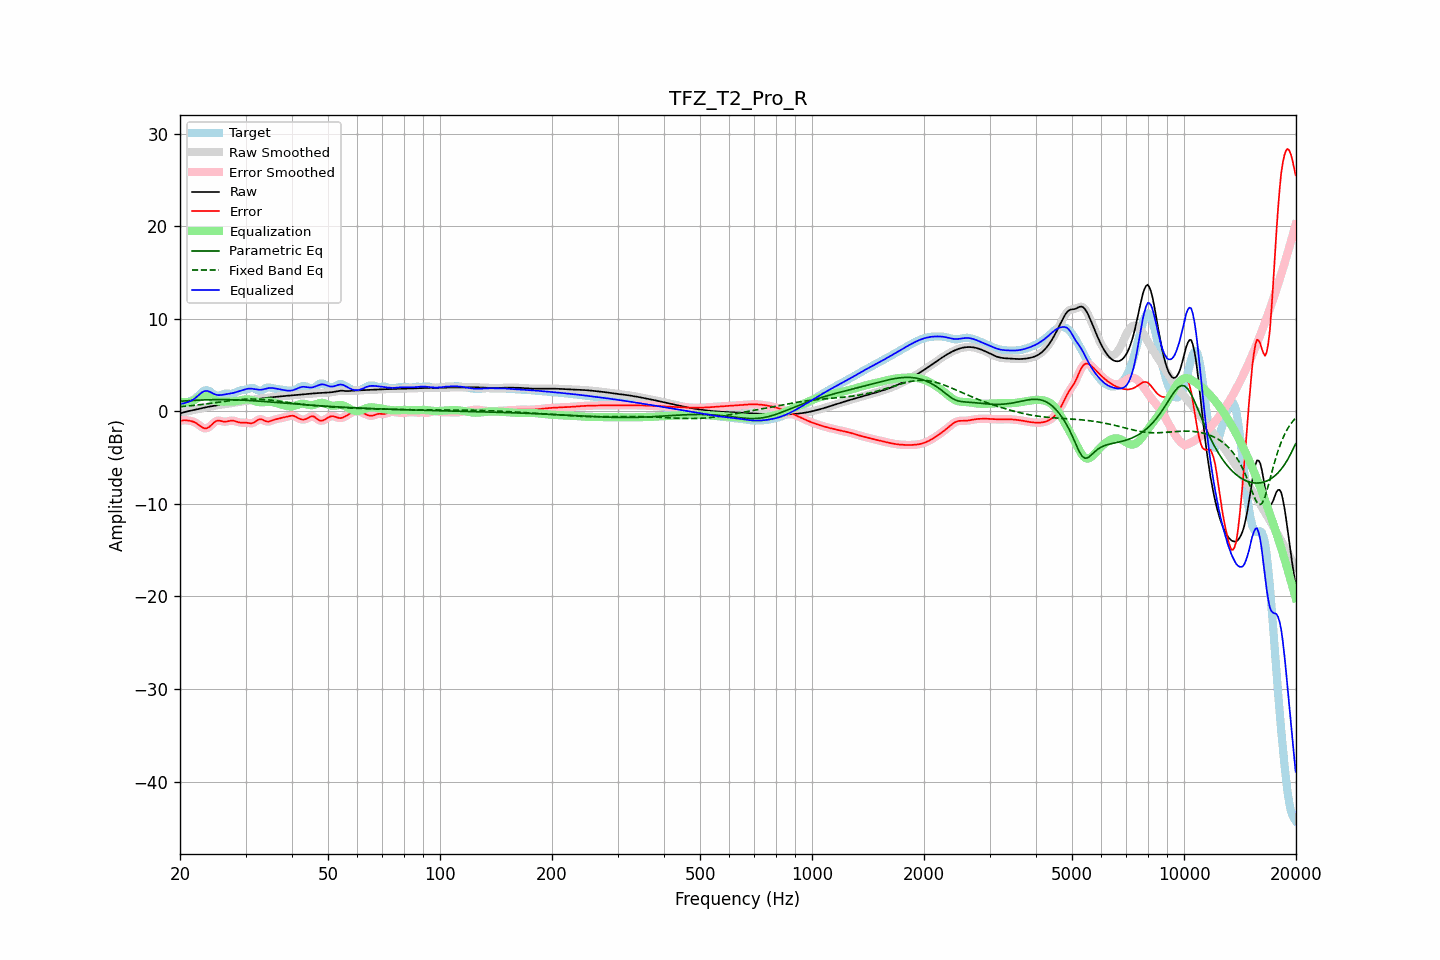 TFZ_T2_Pro_R
Target
Raw Smoothed
Error Smoothed
Raw
Error
Equalization
Parametric Eq
Fixed Band Eq
Equalized
30
20
10
0
−10
−20
−30
−40
Amplitude (dBr)
20 50 100 200 500 1000 2000 5000 10000 20000
Frequency (Hz)